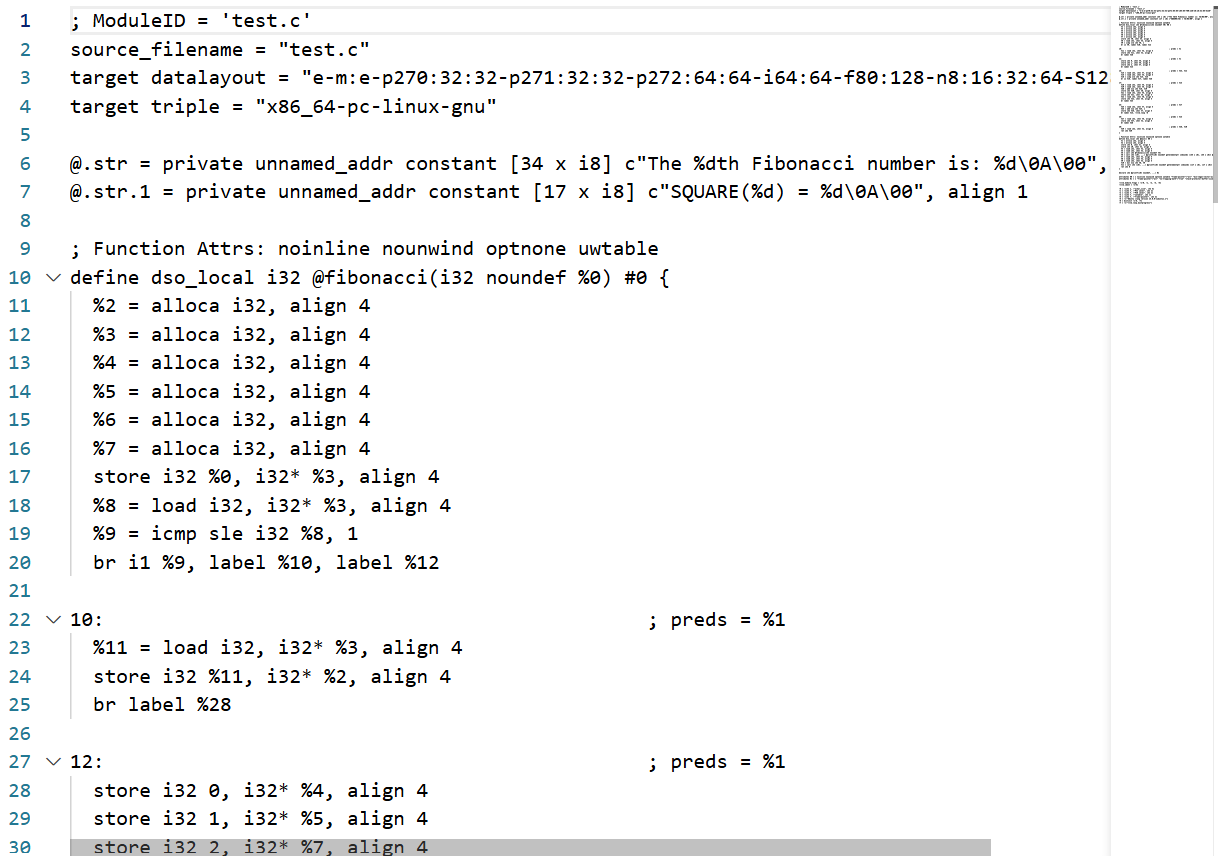 1 ; ModuleID = 'test.c'
2 source_filename = "test.c"
3 target datalayout = "e-m:e-p270:32:32-p271:32:32-p272:64:64-i64:64-f80:128-n8:16:32:64-S12
4 target triple = "x86_64-pc-linux-gnu"
5
6 @.str = private unnamed_addr constant [34 x i8] c"The %dth Fibonacci number is: %d\0A\00",
7 @.str.1 = private unnamed_addr constant [17 x i8] c"SQUARE(%d) = %d\0A\00", align 1
8
9 ; Function Attrs: noinline nounwind optnone uwtable
10 define dso_local i32 @fibonacci(i32 noundef %0) #0 {
11 %2 = alloca i32, align 4
12 %3 = alloca i32, align 4
13 %4 = alloca i32, align 4
14 %5 = alloca i32, align 4
15 %6 = alloca i32, align 4
16 %7 = alloca i32, align 4
17 store i32 %0, i32* %3, align 4
18 %8 = load i32, i32* %3, align 4
19 %9 = icmp sle i32 %8, 1
20 br i1 %9, label %10, label %12
21
22 10: ; preds = %1
23 %11 = load i32, i32* %3, align 4
24 store i32 %11, i32* %2, align 4
25 br label %28
26
27 12: ; preds = %1
28 store i32 0, i32* %4, align 4
29 store i32 1, i32* %5, align 4
30 store i32 2, i32* %7, align 4